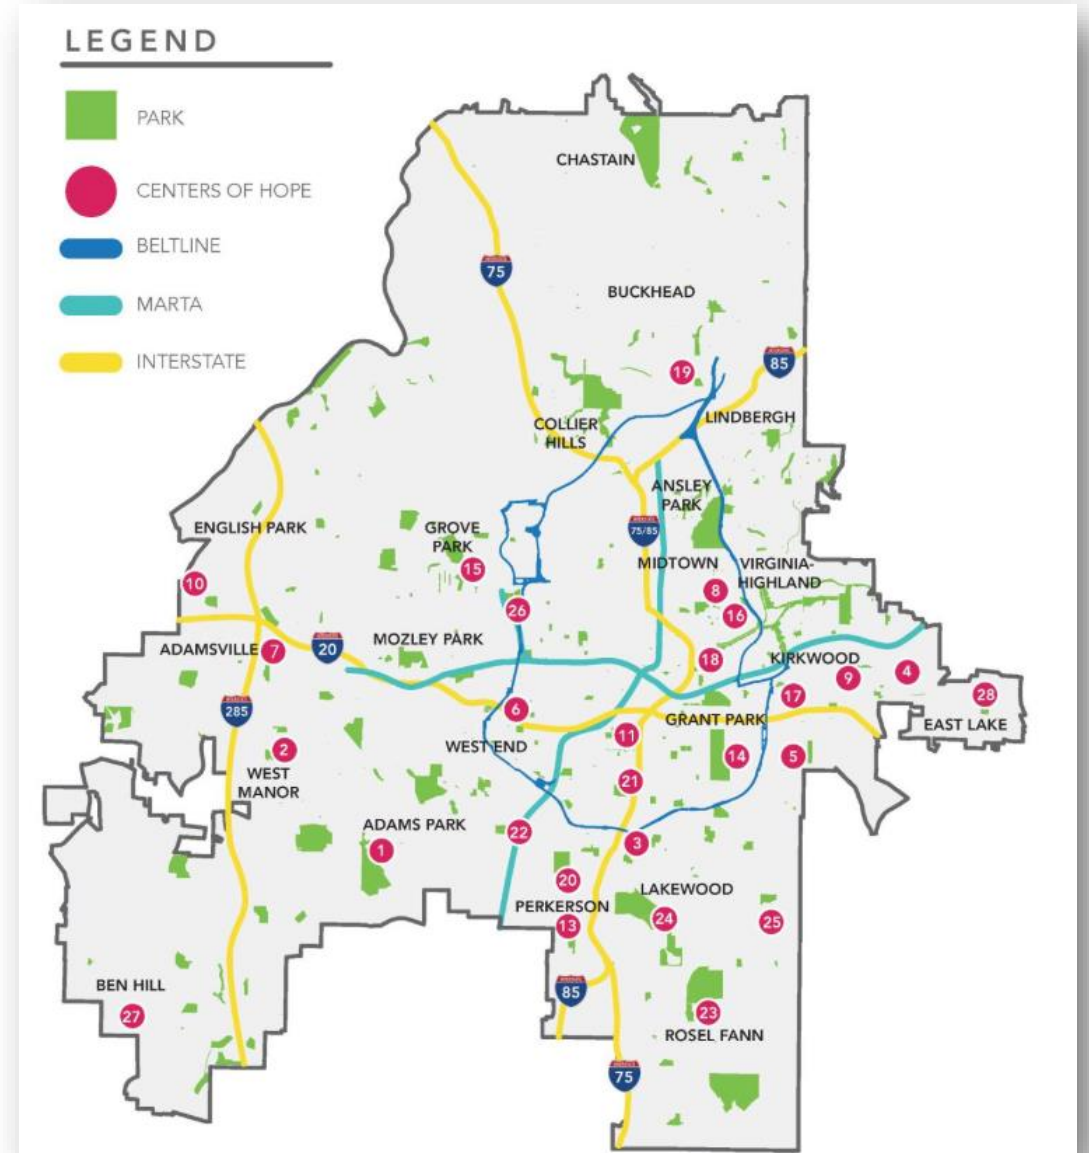 LEGEND
PARK
CENTERS OF HOPE
BELTLINE
MARTA
INTERSTATE
CHASTAIN
75
BUCKHEAD
19
85
COLLIER
HILLS
LINDBERGH
ANSLEY
PARK
ENGLISH PARK
GROVE
PARK
75/85
15
10
MIDTOWN
VIRGINIA-
HIGHLAND
8
26
16
ADAMSVILLE
7
20
MOZLEY PARK
18
KIRKWOOD
4
9
28
17
285
6
GRANT PARK
EAST LAKE
11
WEST END
2
14
5
WEST
MANOR
21
ADAMS PARK
22
1
3
20
LAKEWOOD
PERKERSON
13
24
25
BEN HILL
85
27
23
ROSEL FANN
75